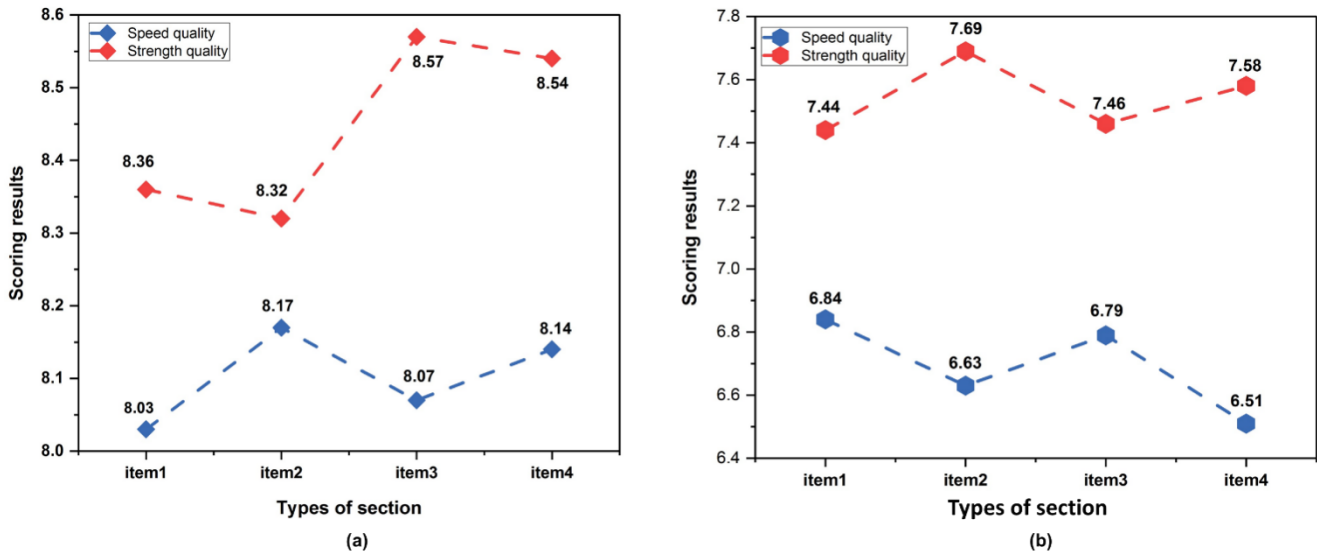 8.6
8.5
8.4
8.3
8.2
8.1
8.0
Scoring results
Speed quality
Strength quality
8.36
8.32
8.57
8.54
8.03
8.17
8.07
8.14
item1 item2 item3 item4
Types of section
(a)
7.8
7.6
7.4
7.2
7.0
6.8
6.6
6.4
Scoring results
Speed quality
Strength quality
7.44
7.69
7.46
7.58
6.84
6.63
6.79
6.51
item1 item2 item3 item4
Types of section
(b)